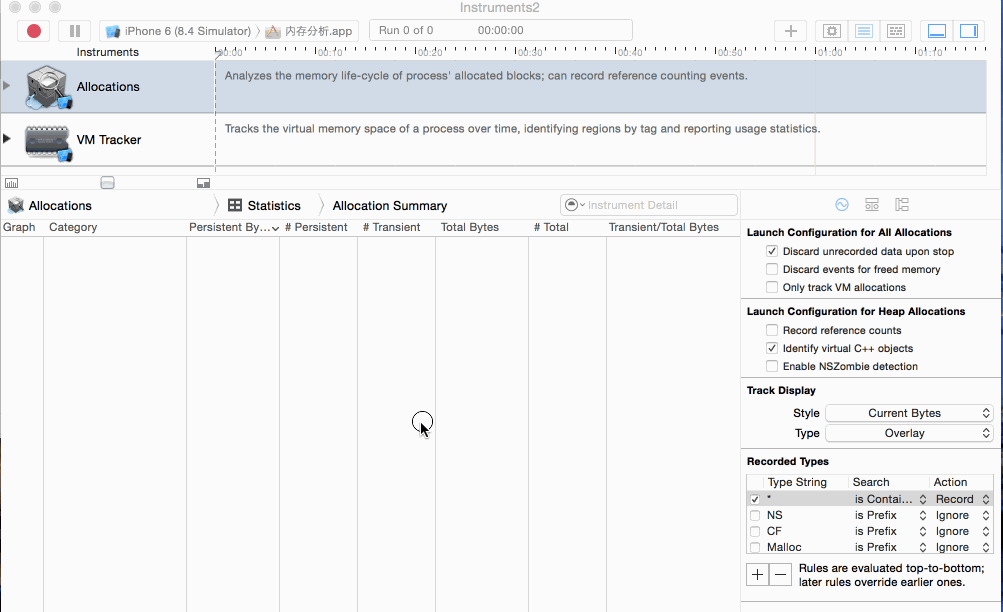 Instruments2
iPhone 6 (8.4 Simulator) 〉 内存分析.app
Run 0 of 0 00:00:00
Instruments
00:00 00:10 00:20 00:30 00:40 00:50 01:00 01:10
Allocations
Analyzes the memory life-cycle of process' allocated blocks; can record reference counting events.
VM Tracker
Tracks the virtual memory space of a process over time, identifying regions by tag and reporting usage statistics.
Allocations 〉 Statistics 〉 Allocation Summary
Instrument Detail
Graph Category Persistent By... # Persistent # Transient Total Bytes # Total Transient/Total Bytes
Launch Configuration for All Allocations
Discard unrecorded data upon stop
Discard events for freed memory
Only track VM allocations
Launch Configuration for Heap Allocations
Record reference counts
Identify virtual C++ objects
Enable NSZombie detection
Track Display
Style Current Bytes
Type Overlay
Recorded Types
Type String Search Action
* is Contai... Record
NS is Prefix Ignore
CF is Prefix Ignore
Malloc is Prefix Ignore
Rules are evaluated top-to-bottom;
later rules override earlier ones.